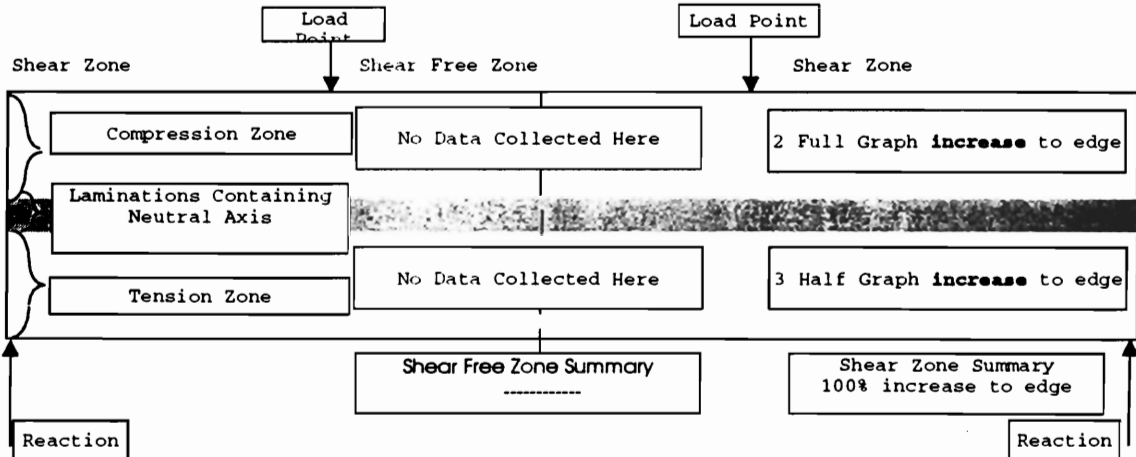 Load
Point
Load Point
Shear Zone
Shear Free Zone
Shear Zone
Compression Zone
No Data Collected Here
2 Full Graph increase to edge
Laminations Containing
Neutral Axis
Tension Zone
No Data Collected Here
3 Half Graph increase to edge
Shear Free Zone Summary
------------
Shear Zone Summary
100% increase to edge
Reaction
Reaction